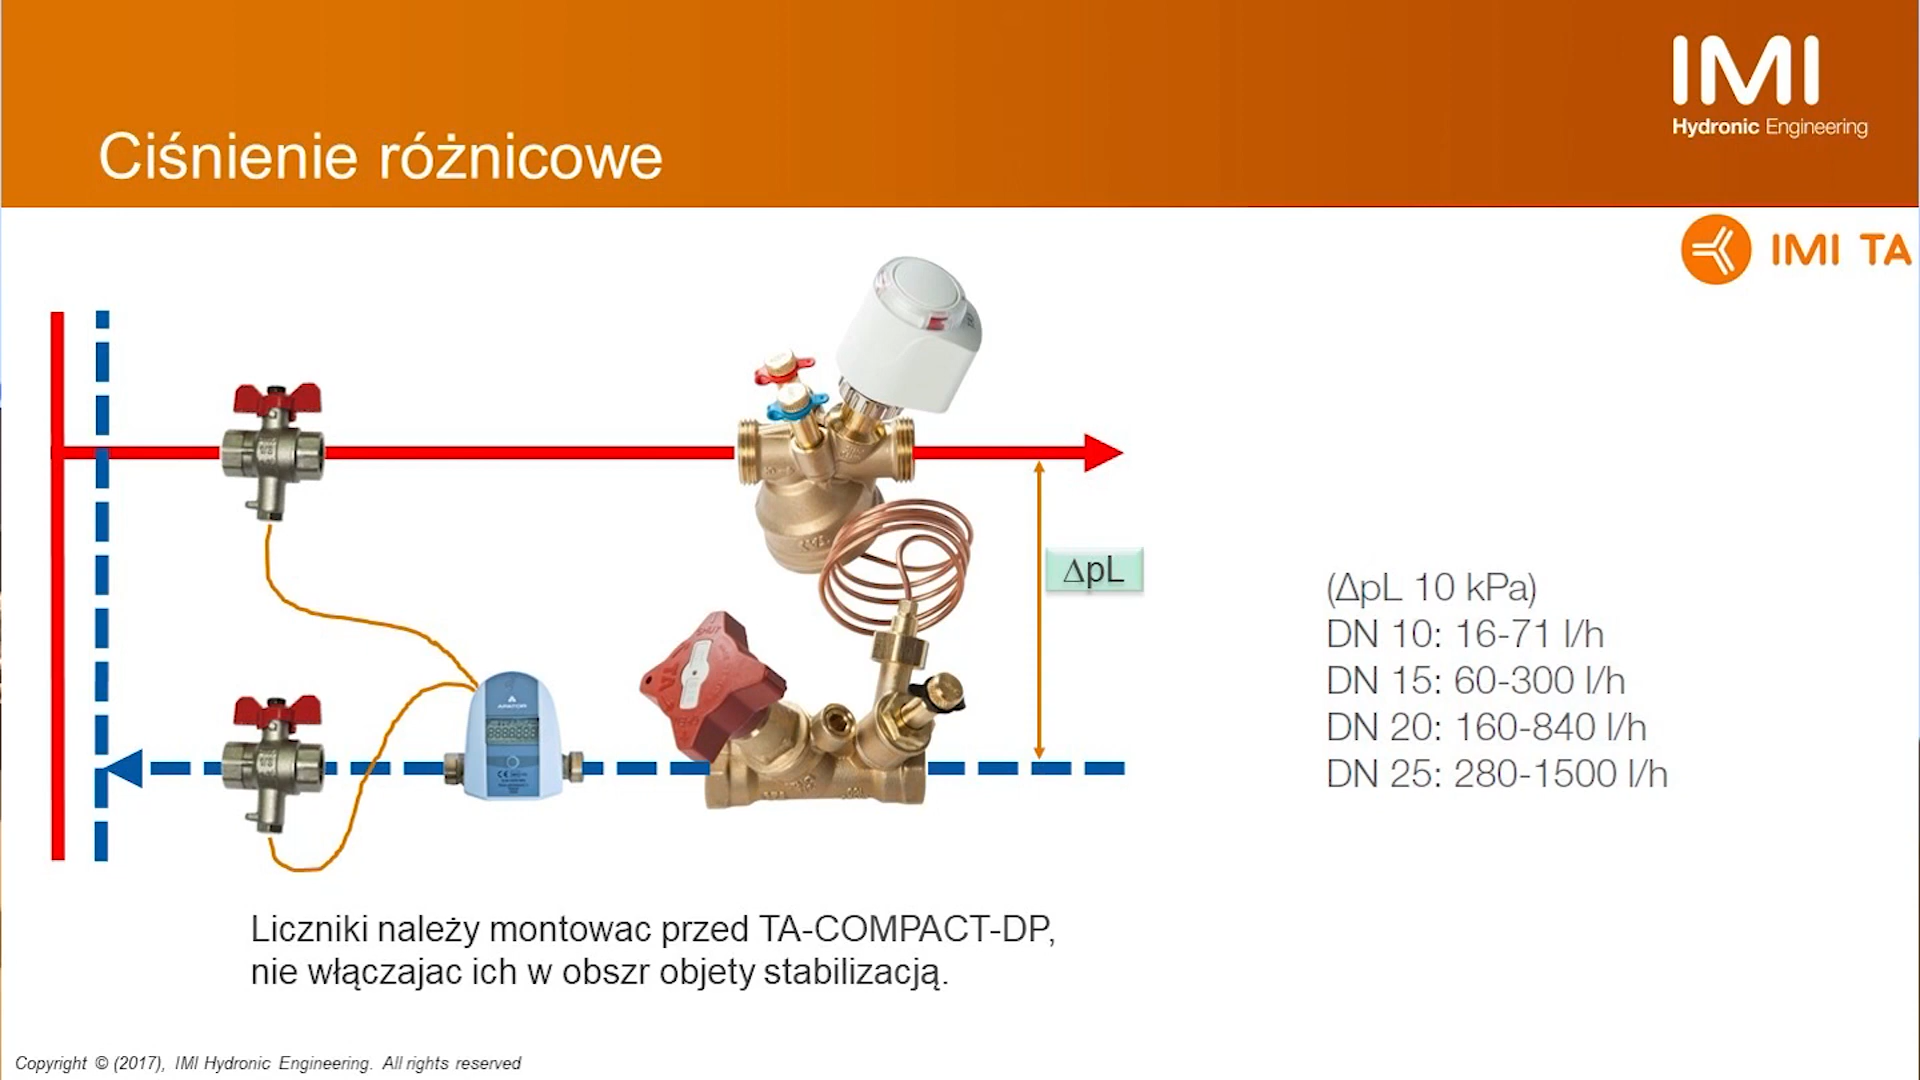 IMI
Hydronic Engineering
Ciśnienie różnicowe
IMI TA
ΔpL
(ΔpL 10 kPa)
DN 10: 16-71 l/h
DN 15: 60-300 l/h
DN 20: 160-840 l/h
DN 25: 280-1500 l/h
APATOR
Liczniki należy montowac przed TA-COMPACT-DP,
nie włączajac ich w obszr objety stabilizacją.
Copyright © (2017), IMI Hydronic Engineering. All rights reserved